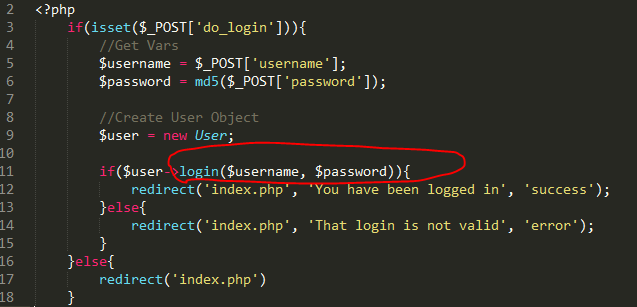 2 <?php
3 if(isset($_POST['do_login'])){
4 //Get Vars
5 $username = $_POST['username'];
6 $password = md5($_POST['password']);
7
8 //Create User Object
9 $user = new User;
10
11 if($user->login($username, $password)){
12 redirect('index.php', 'You have been logged in', 'success');
13 }else{
14 redirect('index.php', 'That login is not valid', 'error');
15 }
16 }else{
17 redirect('index.php')
18 }